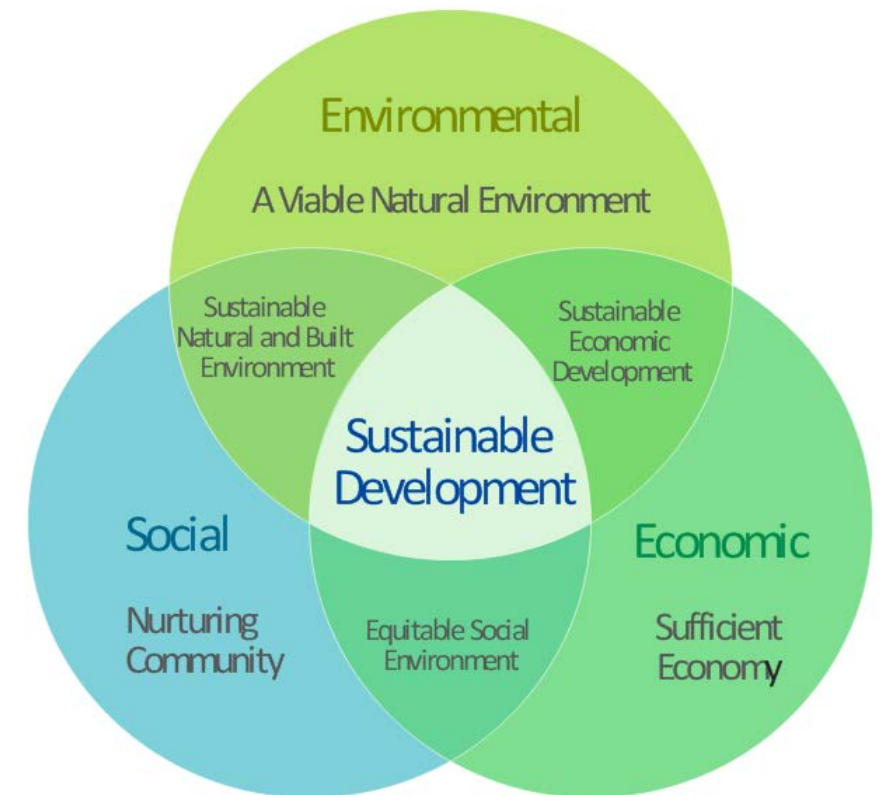 Environmental
A Viable Natural Environment
Sustainable
Natural and Built
Environment
Sustainable
Economic
Development
Sustainable
Development
Social
Nurturing
Community
Equitable Social
Environment
Economic
Sufficient
Economy